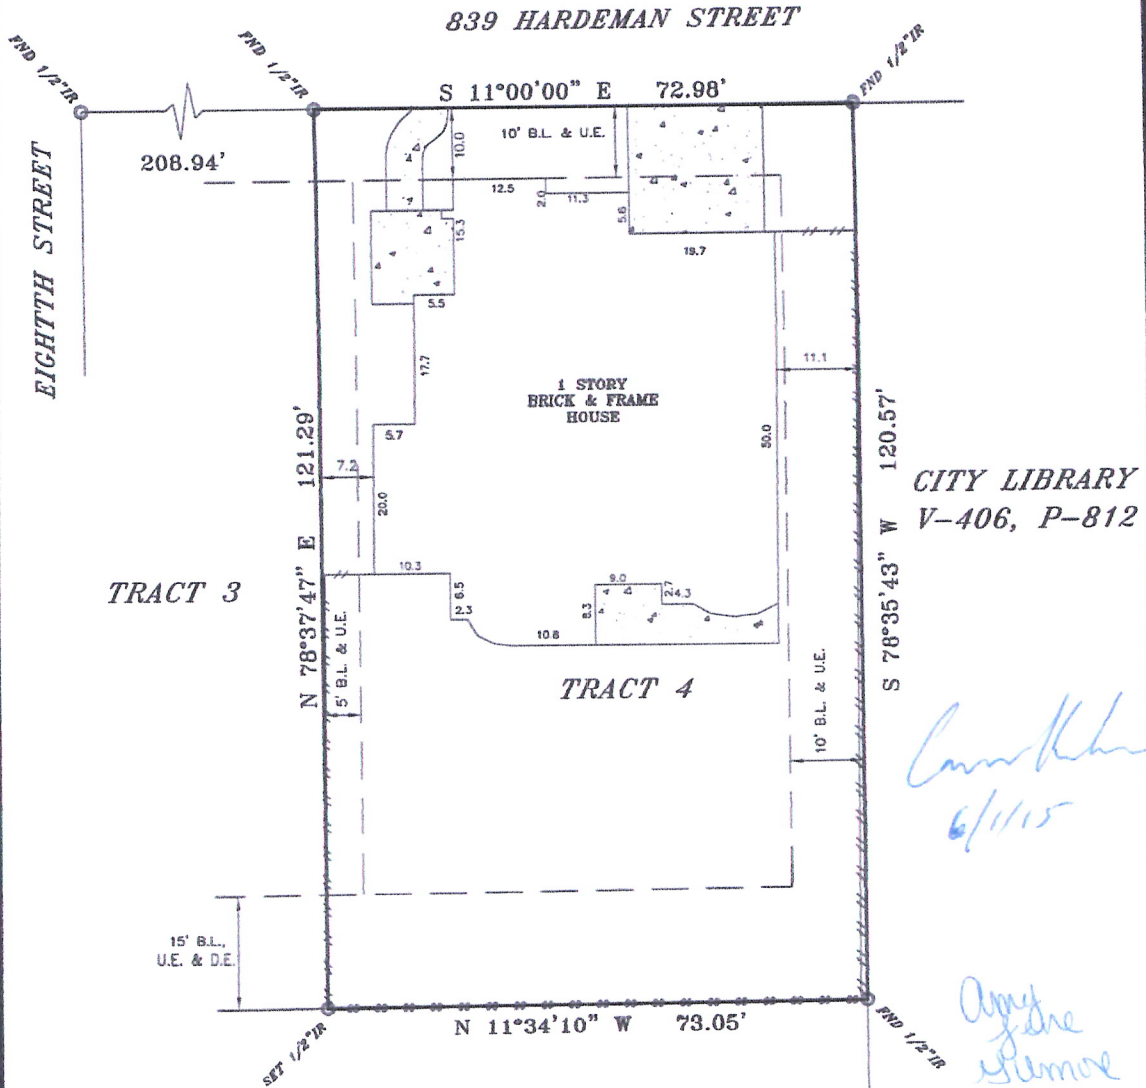 839 HARDEMAN STREET
FND 1/2"IR
FND 1/2"IR
FND 1/2"IR
S 11°00'00" E 72.98'
208.94'
10.0
10' B.L. & U.E.
EIGHTTH STREET
12.5
2.0
11.3
5.6
15.3
19.7
5.5
17.7
11.1
1 STORY
BRICK & FRAME
HOUSE
5.7
50.0
7.2
20.0
N 78°37'47" E 121.29'
S 78°35'43" W 120.57'
CITY LIBRARY
V-406, P-812
TRACT 3
10.3
6.5
2.3
9.0
2.7
4.3
8.3
10.8
5' B.L. & U.E.
TRACT 4
10' B.L. & U.E.
6/1/15
15' B.L.,
U.E. & D.E.
N 11°34'10" W 73.05'
SET 1/2"IR
FND 1/2"IR
Amy